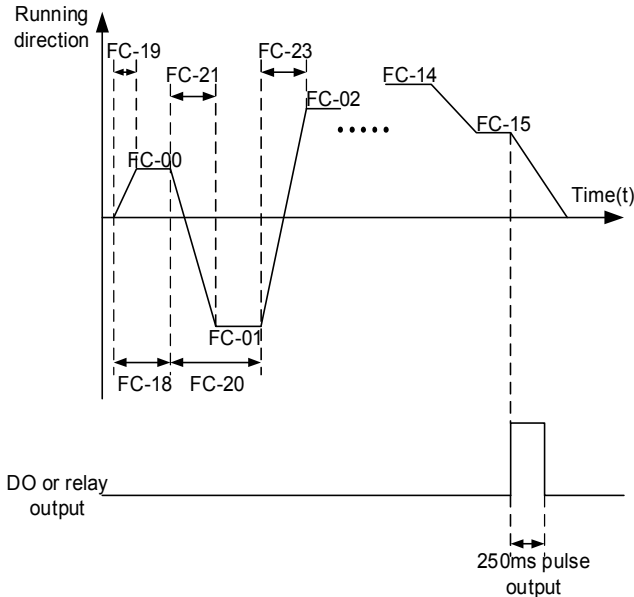 Running
direction
FC-19
FC-21
FC-23
FC-14
FC-02
FC-15
FC-00
Time(t)
FC-01
FC-18
FC-20
DO or relay
output
250ms pulse
output